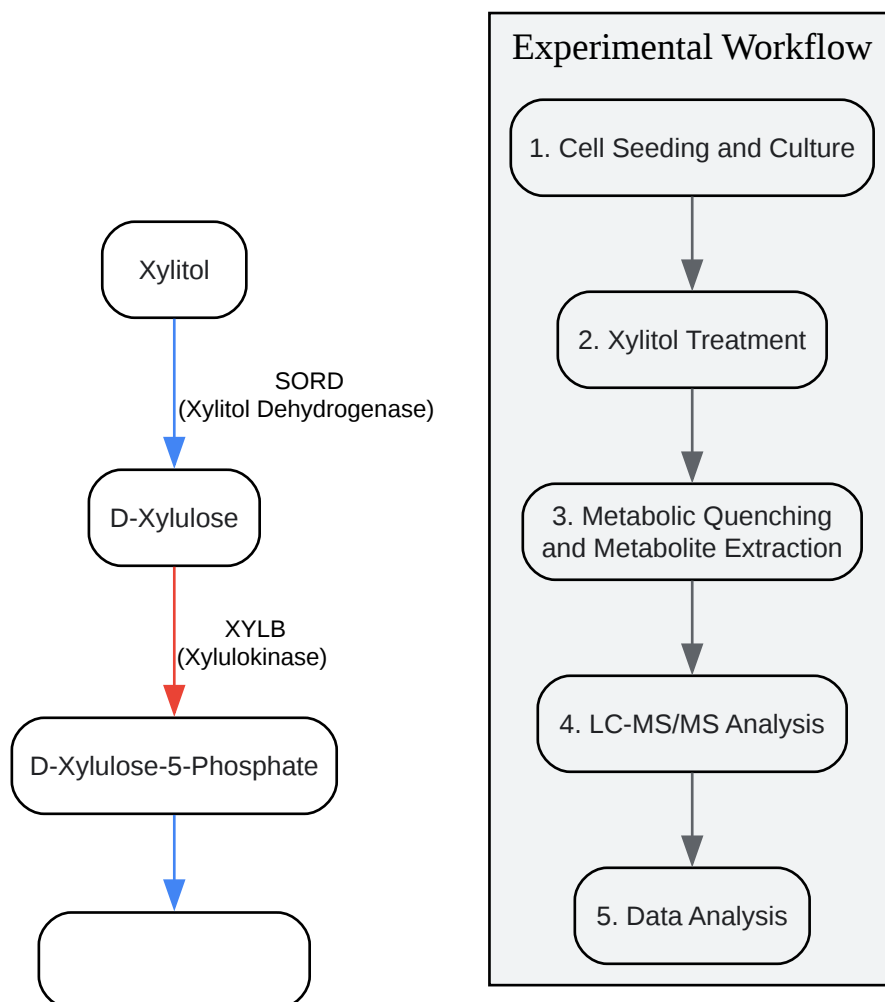 Xylitol
SORD
(Xylitol Dehydrogenase)
D-Xylulose
XYLB
(Xylulokinase)
D-Xylulose-5-Phosphate
Experimental Workflow
1. Cell Seeding and Culture
2. Xylitol Treatment
3. Metabolic Quenching
and Metabolite Extraction
4. LC-MS/MS Analysis
5. Data Analysis